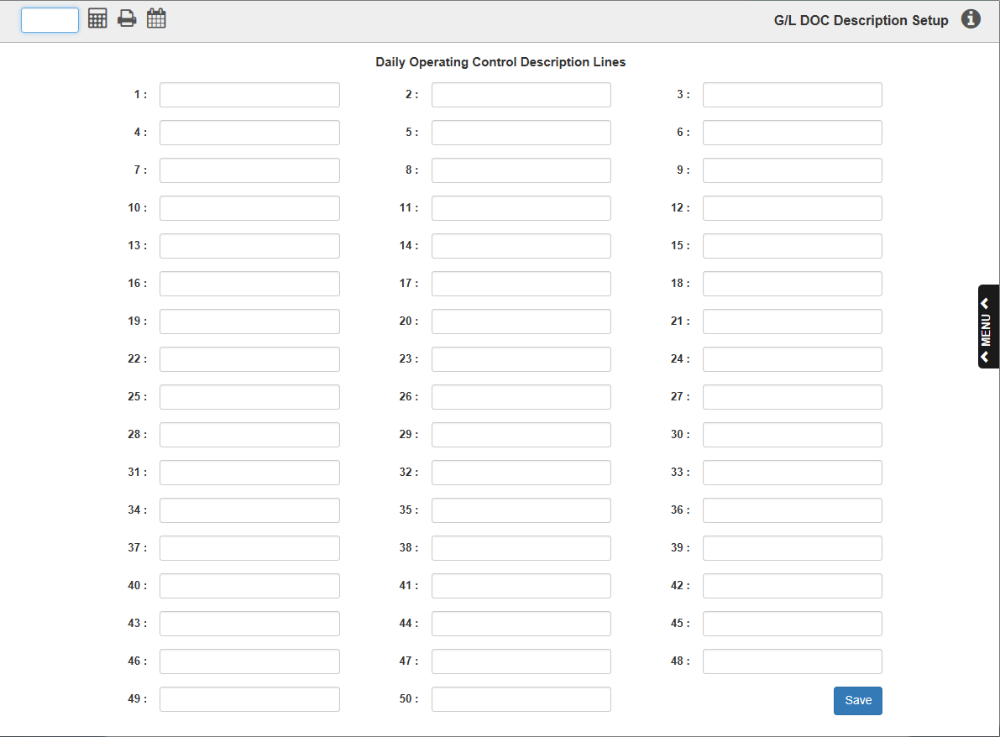 G/L DOC Description Setup
Daily Operating Control Description Lines
1 : 2 : 3 :
4 : 5 : 6 :
7 : 8 : 9 :
10 : 11 : 12 :
13 : 14 : 15 :
16 : 17 : 18 :
19 : 20 : 21 :
22 : 23 : 24 :
25 : 26 : 27 :
28 : 29 : 30 :
31 : 32 : 33 :
34 : 35 : 36 :
37 : 38 : 39 :
40 : 41 : 42 :
43 : 44 : 45 :
46 : 47 : 48 :
49 : 50 :
Save
MENU